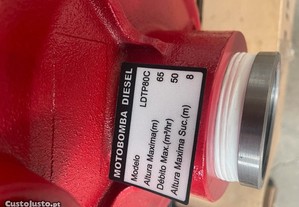 MOTOBOMBA DIESEL
Modelo LDTP80C
Altura Maxima(m) 65
Débito Max.(m³/hr) 50
Altura Maxima Suc.(m) 8
CustoJusto.pt